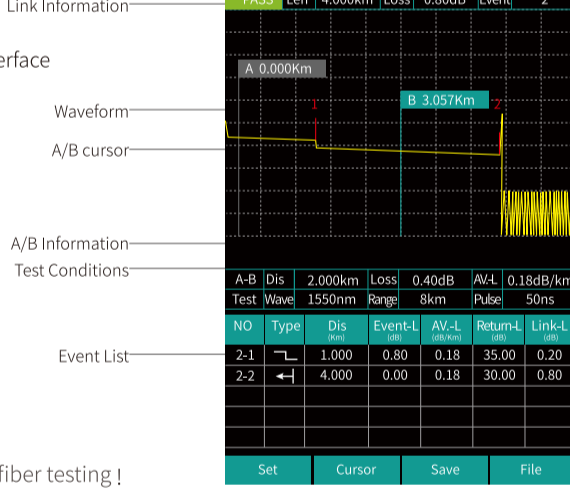 Link Information
PASS Len 4.000km Loss 0.80dB Event 2
erface
A 0.000Km
B 3.057Km
1
2
Waveform
A/B cursor
A/B Information
Test Conditions
A-B Dis 2.000km Loss 0.40dB AV.-L 0.18dB/km
Test Wave 1550nm Range 8km Pulse 50ns
NO Type Dis Event-L AV.-L Return-L Link-L
(Km) (dB) (dB/Km) (dB) (dB)
Event List
2-1 1.000 0.80 0.18 35.00 0.20
2-2 4.000 0.00 0.18 30.00 0.80
Set Cursor Save File
fiber testing !